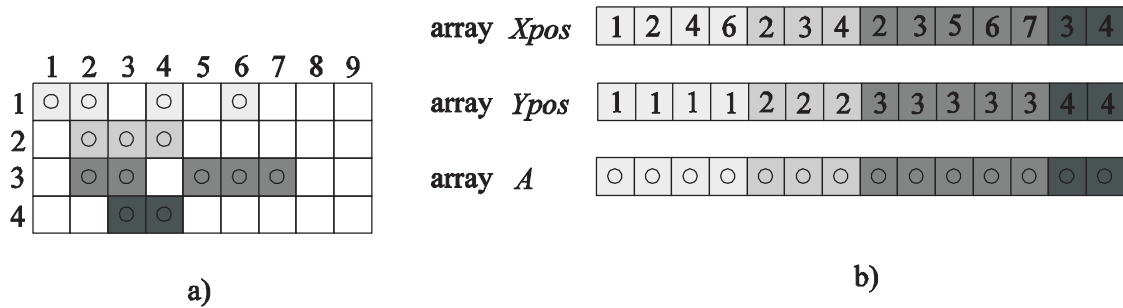 array Xpos 1 2 4 6 2 3 4 2 3 5 6 7 3 4
1 2 3 4 5 6 7 8 9
1
array Ypos 1 1 1 1 2 2 2 3 3 3 3 3 4 4
2
3
array A
4
a)
b)